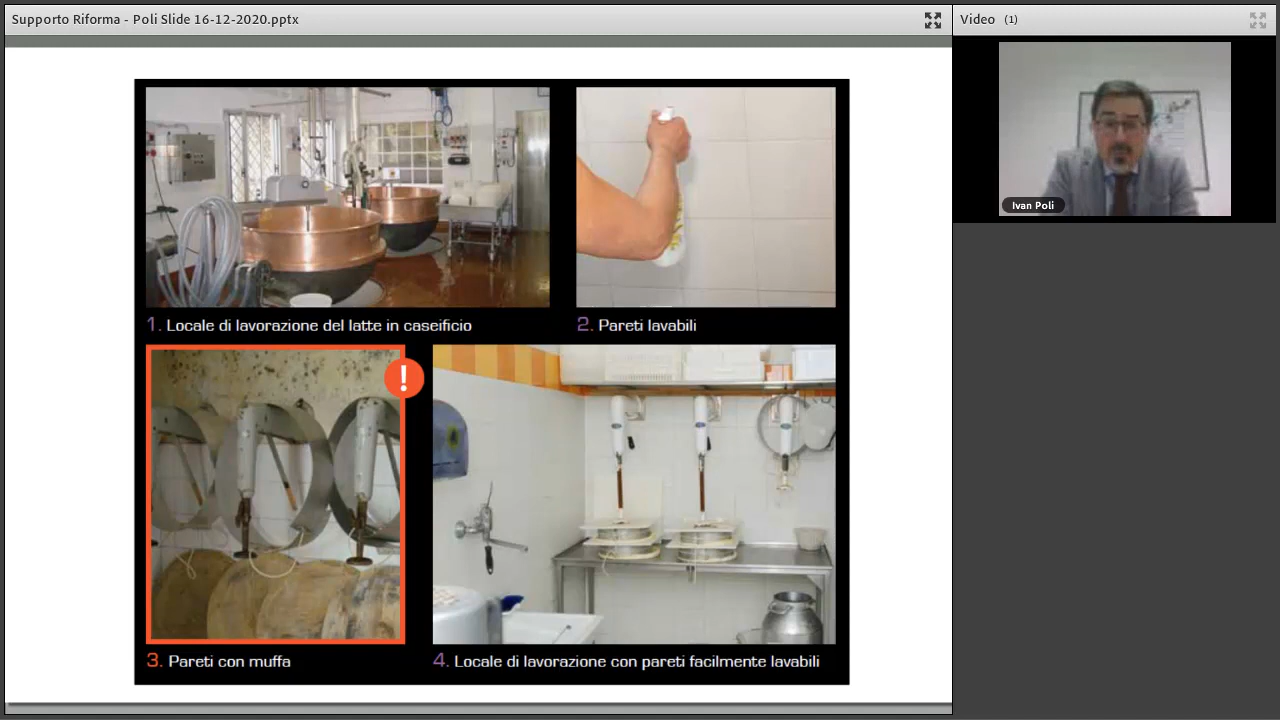 Supporto Riforma - Poli Slide 16-12-2020.pptx
Video (1)
Ivan Poli
1. Locale di lavorazione del latte in caseificio
2. Pareti lavabili
!
3. Pareti con muffa
4. Locale di lavorazione con pareti facilmente lavabili